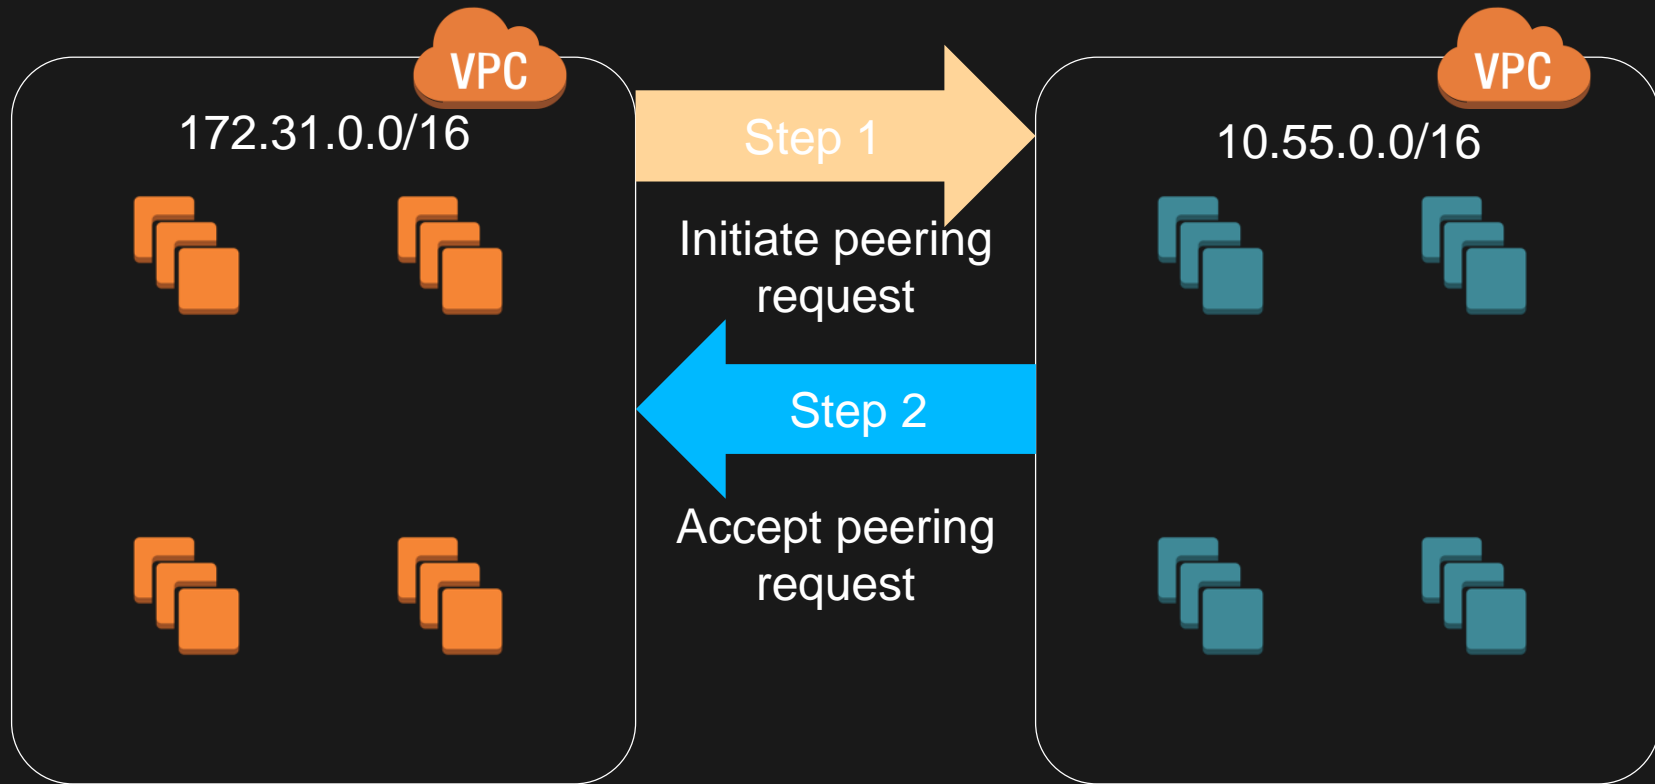 VPC
172.31.0.0/16
Step 1
Initiate peering
request
Step 2
Accept peering
request
VPC
10.55.0.0/16